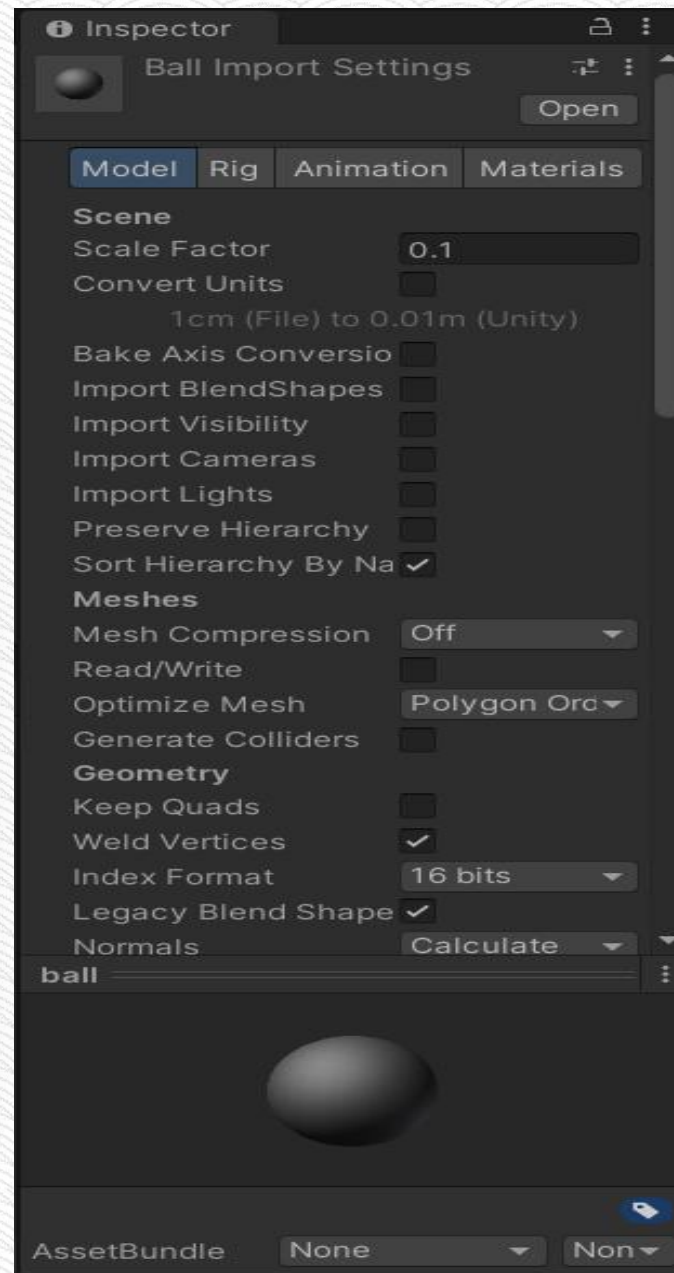 Inspector
Ball Import Settings
Open
Model Rig Animation Materials
Scene
Scale Factor 0.1
Convert Units
1cm (File) to 0.01m (Unity)
Bake Axis Conversio
Import BlendShapes
Import Visibility
Import Cameras
Import Lights
Preserve Hierarchy
Sort Hierarchy By Na
Meshes
Mesh Compression Off
Read/Write
Optimize Mesh Polygon Ord
Generate Colliders
Geometry
Keep Quads
Weld Vertices
Index Format 16 bits
Legacy Blend Shape
Normals Calculate
ball
AssetBundle None Non